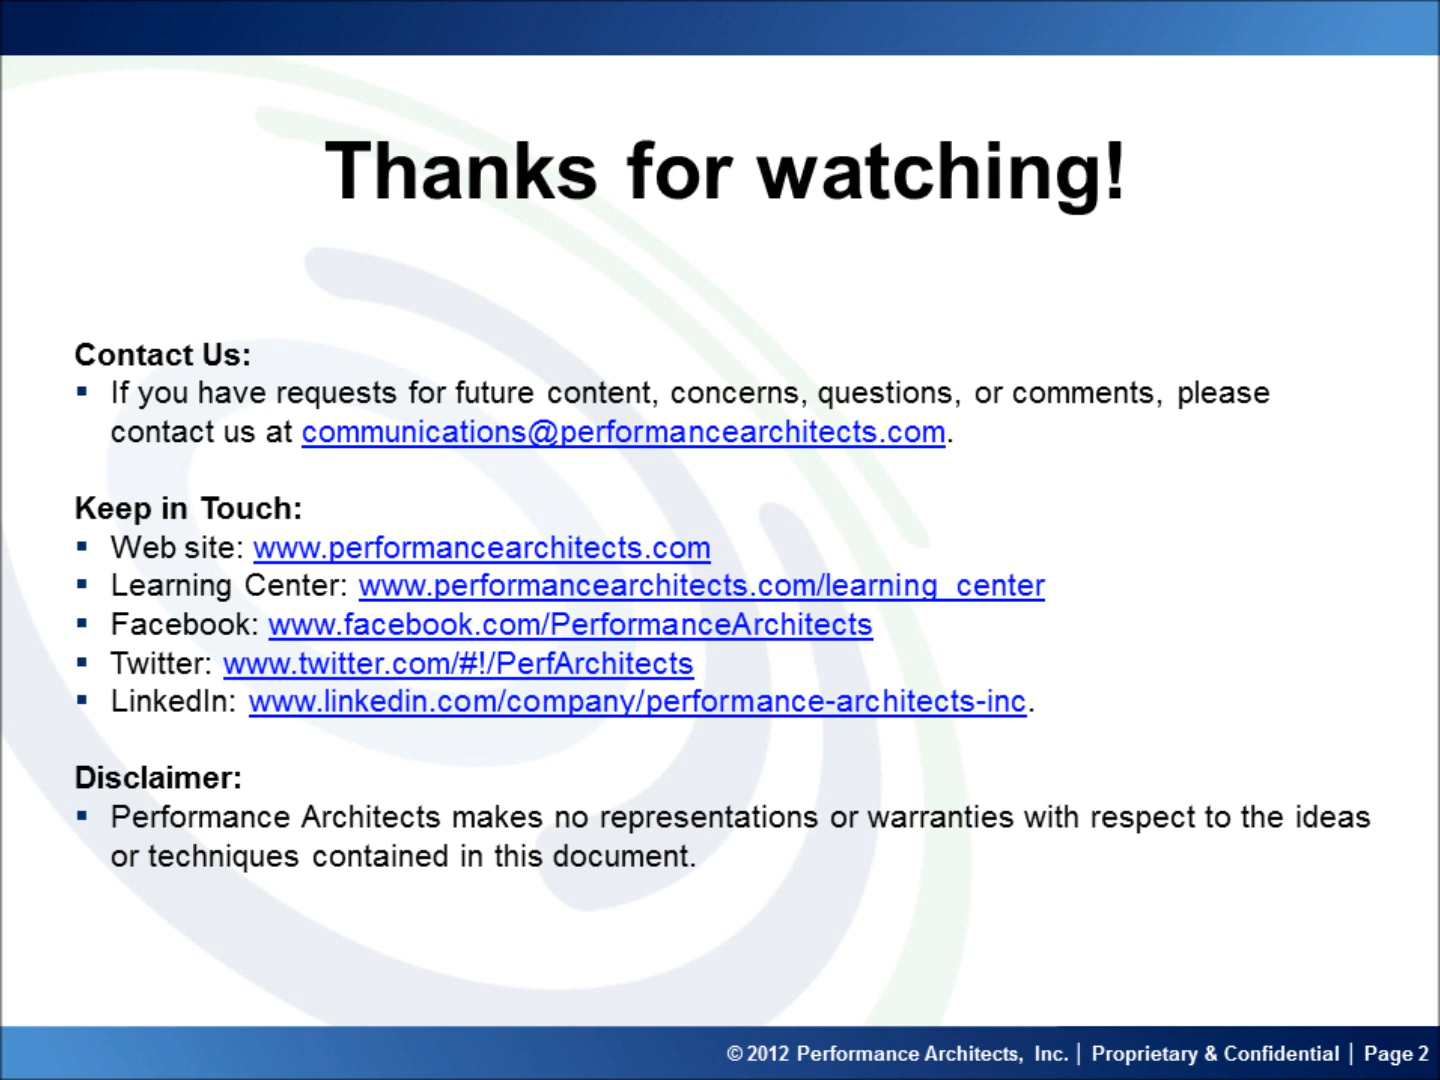 Thanks for watching!
Contact Us:
▪ If you have requests for future content, concerns, questions, or comments, please
contact us at communications@performancearchitects.com.
Keep in Touch:
▪ Web site: www.performancearchitects.com
▪ Learning Center: www.performancearchitects.com/learning_center
▪ Facebook: www.facebook.com/PerformanceArchitects
▪ Twitter: www.twitter.com/#!/PerfArchitects
▪ LinkedIn: www.linkedin.com/company/performance-architects-inc.
Disclaimer:
▪ Performance Architects makes no representations or warranties with respect to the ideas
or techniques contained in this document.
© 2012 Performance Architects, Inc. | Proprietary & Confidential | Page 2